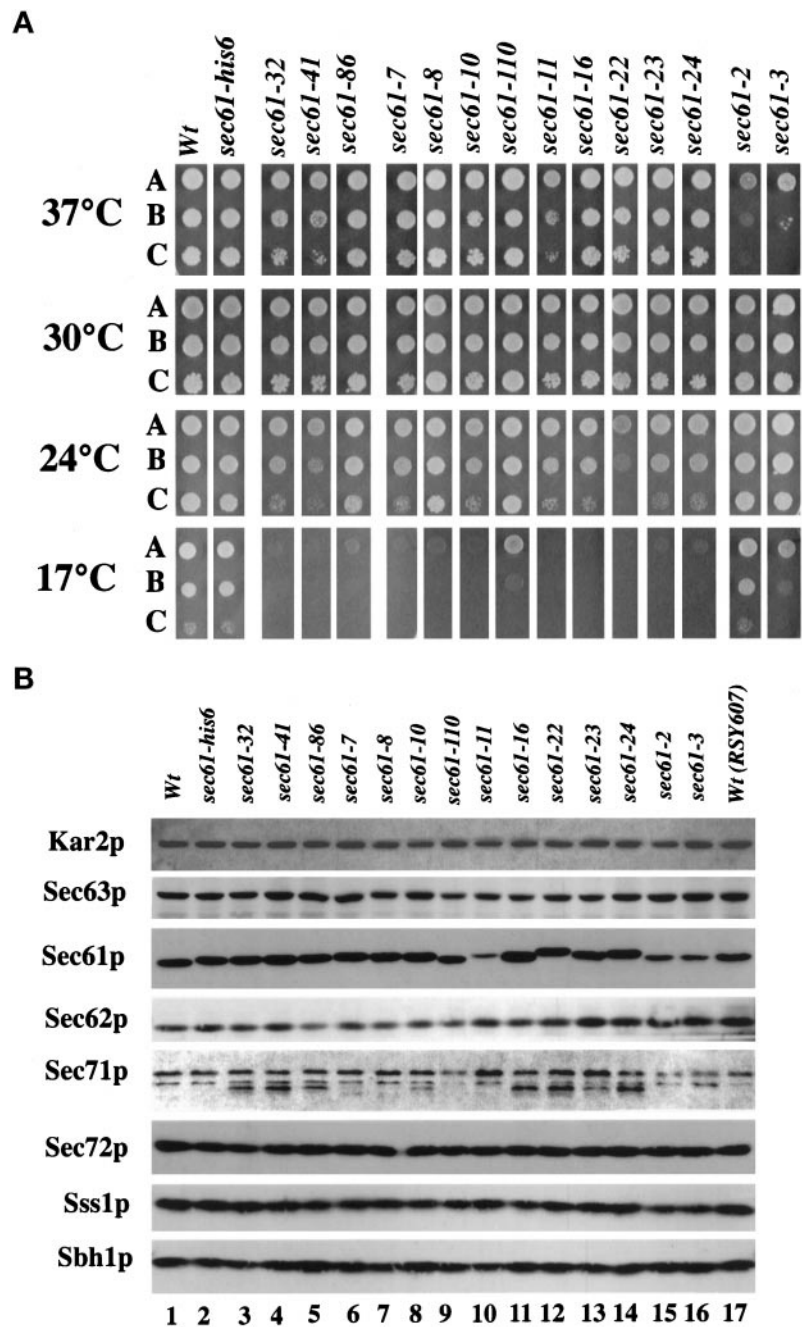 A
Wt sec61-his6 sec61-32 sec61-41 sec61-86 sec61-7 sec61-8 sec61-10 sec61-110 sec61-11 sec61-16 sec61-22 sec61-23 sec61-24 sec61-2 sec61-3
37°C
A
B
C
30°C
A
B
C
24°C
A
B
C
17°C
A
B
C
B
Wt sec61-his6 sec61-32 sec61-41 sec61-86 sec61-7 sec61-8 sec61-10 sec61-110 sec61-11 sec61-16 sec61-22 sec61-23 sec61-24 sec61-2 sec61-3 Wt (RSY607)
Kar2p
Sec63p
Sec61p
Sec62p
Sec71p
Sec72p
Sss1p
Sbh1p
1 2 3 4 5 6 7 8 9 10 11 12 13 14 15 16 17